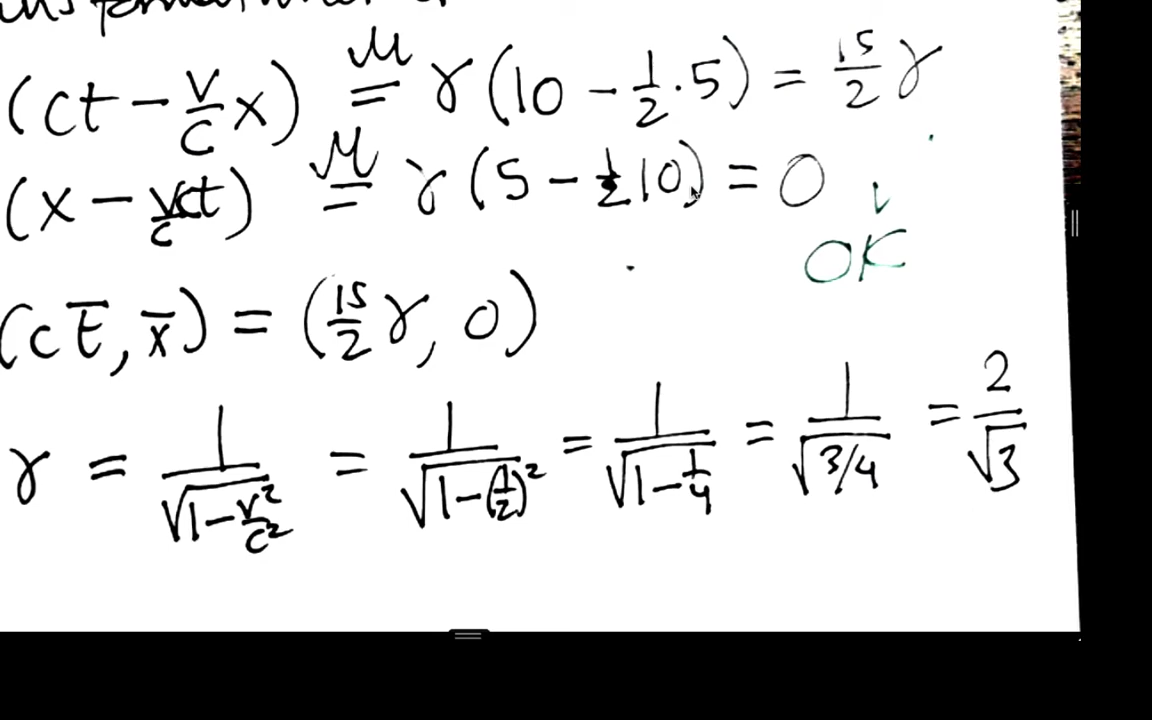 (ct - v/c x) =^M γ(10 - 1/2 · 5) = 15/2 γ
(x - v/c ct) =^M γ(5 - 1/2 10) = 0
OK
(ct̅, x̅) = (15/2 γ, 0)
γ = 1/√(1 - v²/c²) = 1/√(1 - (1/2)²) = 1/√(1 - 1/4) = 1/√(3/4) = 2/√3